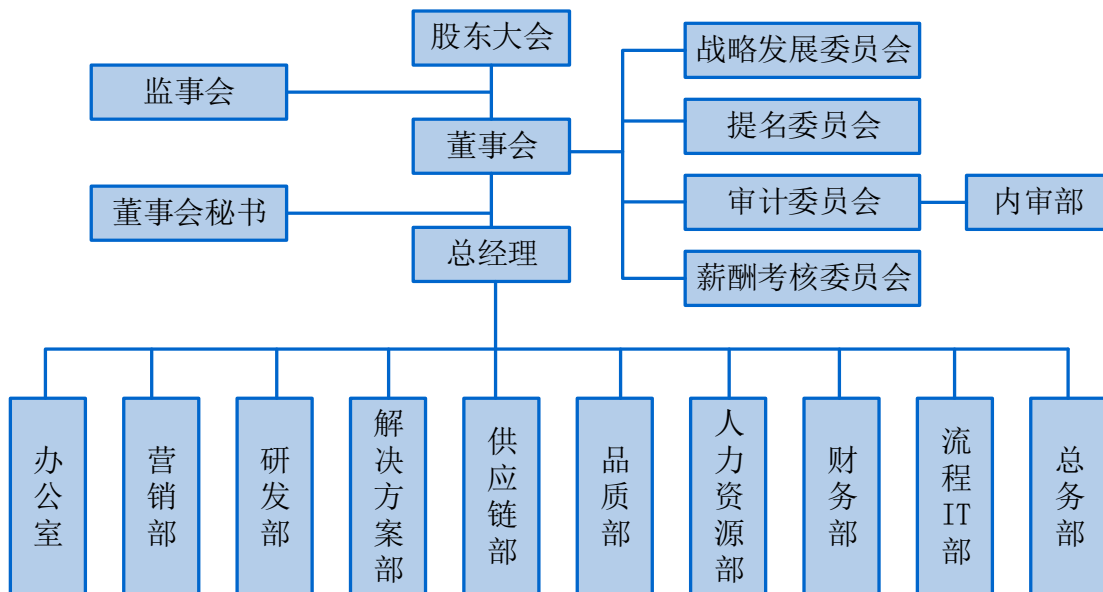 股东大会
战略发展委员会
监事会
提名委员会
董事会
审计委员会
内审部
董事会秘书
总经理
薪酬考核委员会
办公室
营销部
研发部
解决方案部
供应链部
品质部
人力资源部
财务部
流程IT部
总务部